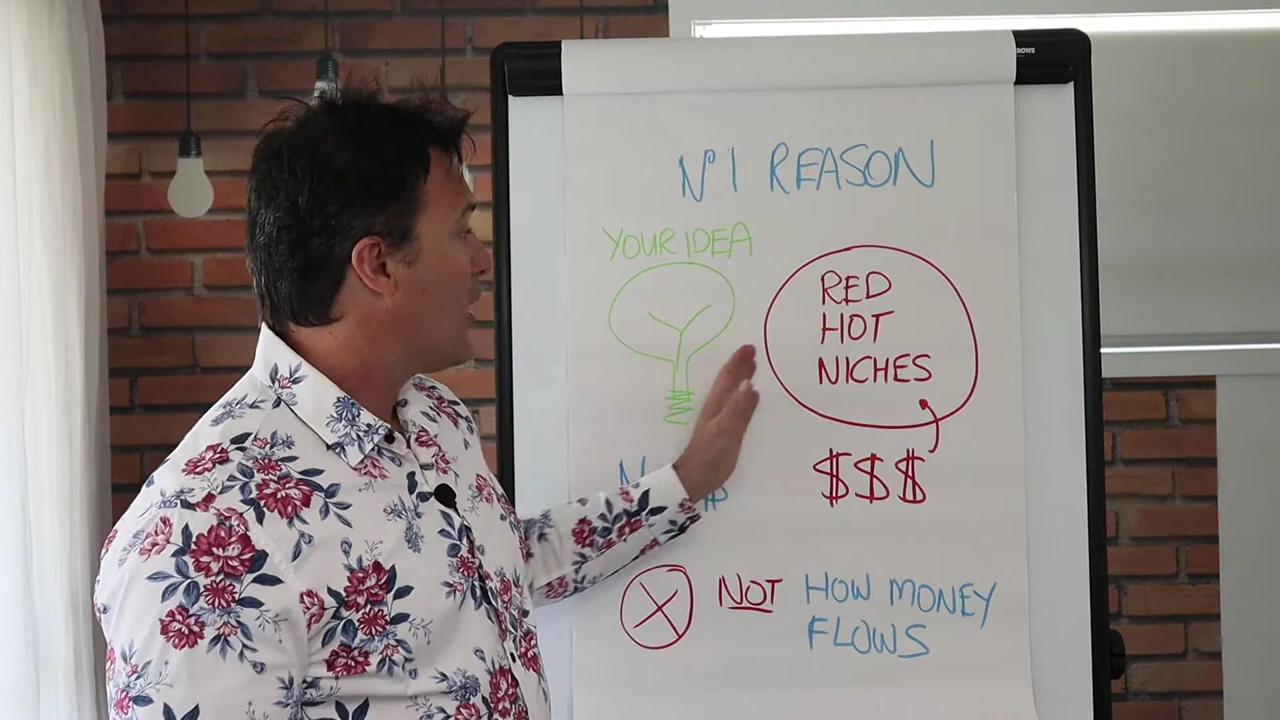 N° 1 REASON
YOUR IDEA
RED
HOT
NICHES
$$$
NOT HOW MONEY
FLOWS